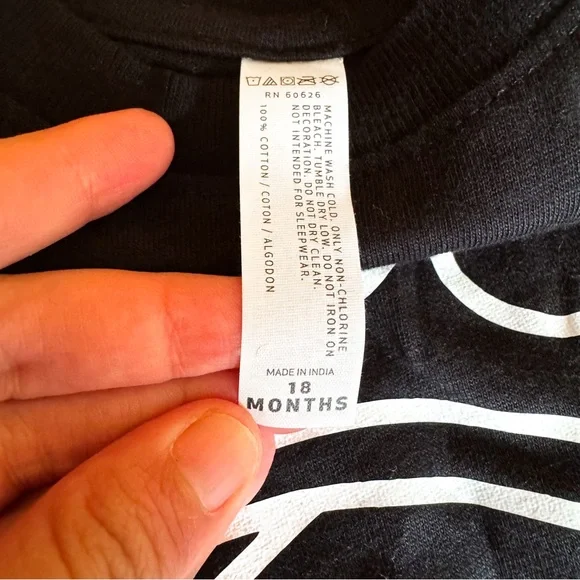 RN 60626
MACHINE WASH COLD, ONLY NON-CHLORINE
BLEACH. TUMBLE DRY LOW. DO NOT IRON ON
DECORATION. DO NOT DRY CLEAN.
NOT INTENDED FOR SLEEPWEAR.
100% COTTON / COTON / ALGODON
MADE IN INDIA
18
MONTHS